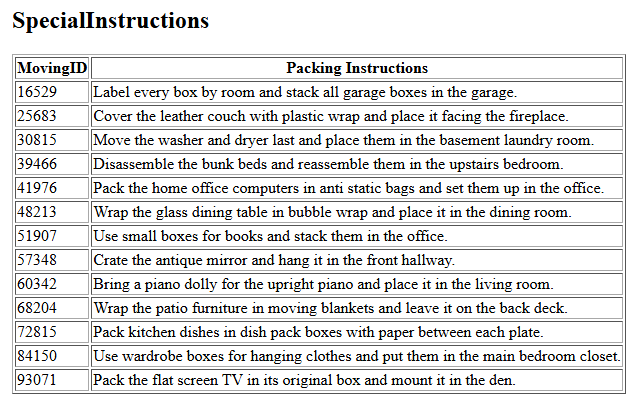 SpecialInstructions
MovingID Packing Instructions
16529 Label every box by room and stack all garage boxes in the garage.
25683 Cover the leather couch with plastic wrap and place it facing the fireplace.
30815 Move the washer and dryer last and place them in the basement laundry room.
39466 Disassemble the bunk beds and reassemble them in the upstairs bedroom.
41976 Pack the home office computers in anti static bags and set them up in the office.
48213 Wrap the glass dining table in bubble wrap and place it in the dining room.
51907 Use small boxes for books and stack them in the office.
57348 Crate the antique mirror and hang it in the front hallway.
60342 Bring a piano dolly for the upright piano and place it in the living room.
68204 Wrap the patio furniture in moving blankets and leave it on the back deck.
72815 Pack kitchen dishes in dish pack boxes with paper between each plate.
84150 Use wardrobe boxes for hanging clothes and put them in the main bedroom closet.
93071 Pack the flat screen TV in its original box and mount it in the den.